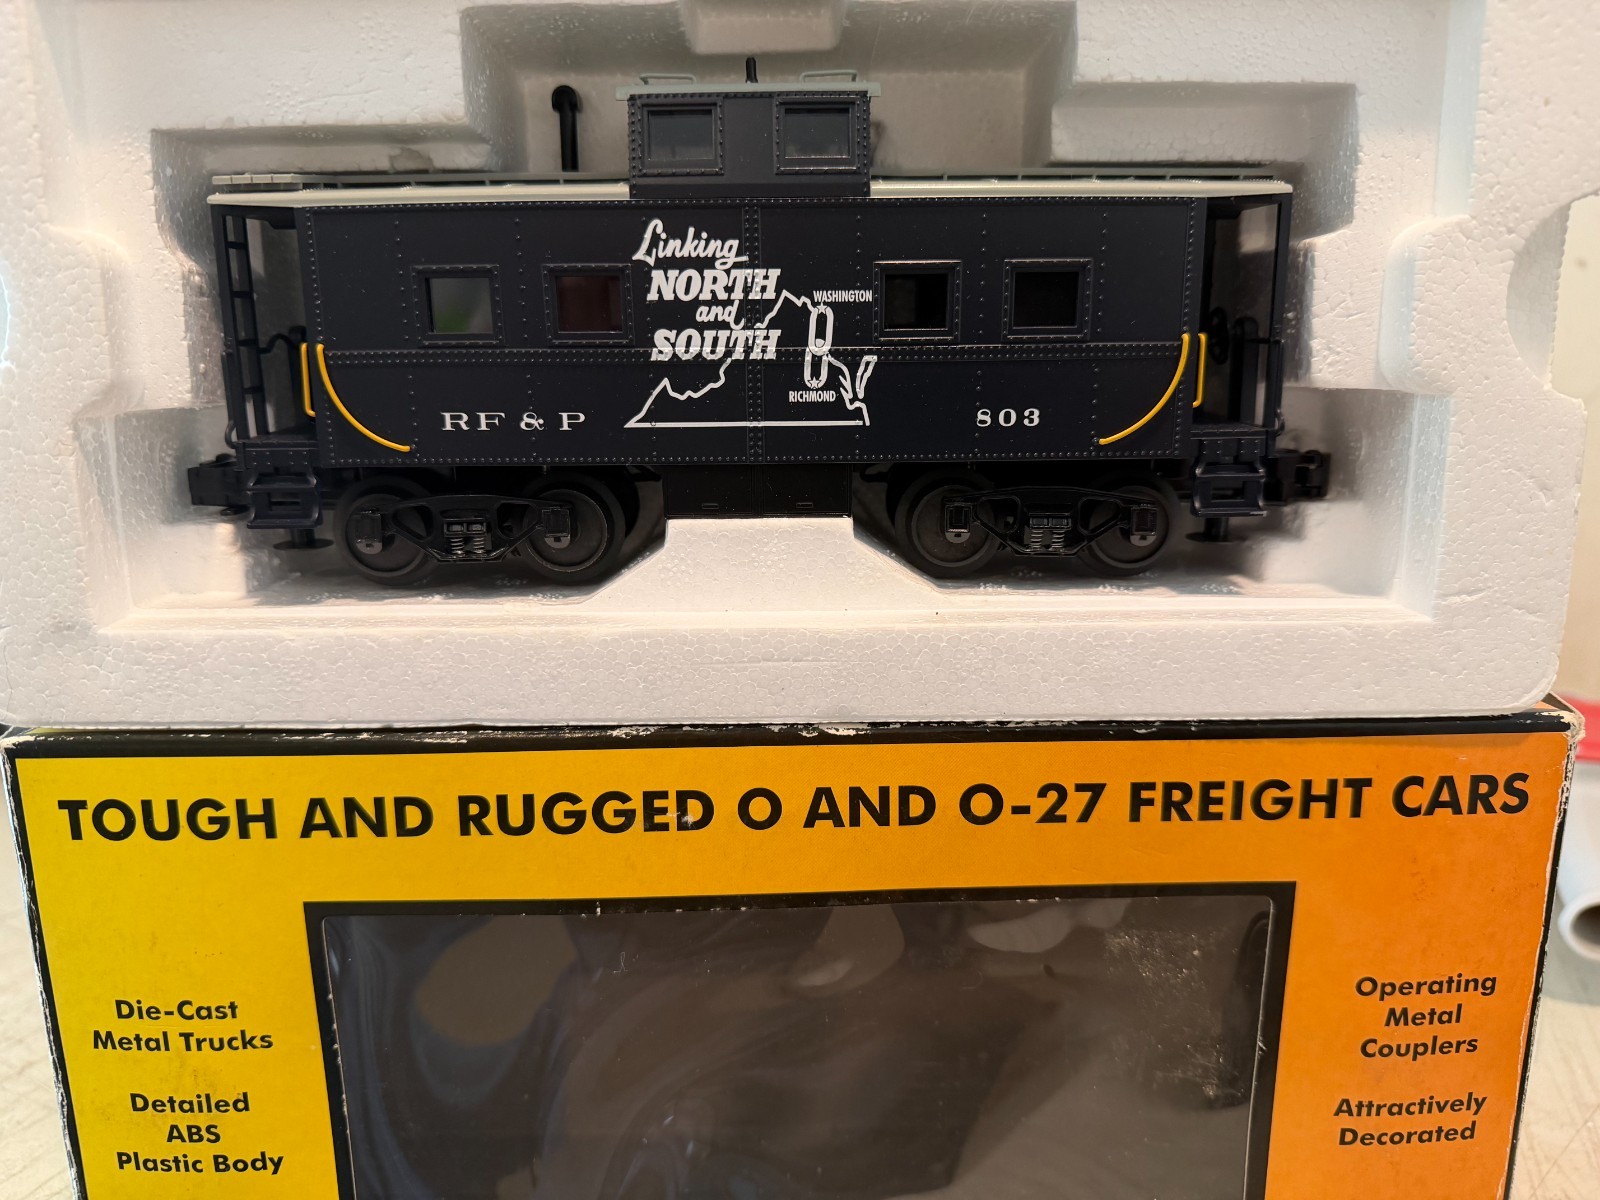 Linking
NORTH
and
SOUTH
WASHINGTON
RICHMOND
RF & P
803
TOUGH AND RUGGED O AND O-27 FREIGHT CARS
Die-Cast
Metal Trucks
Detailed
ABS
Plastic Body
Operating
Metal
Couplers
Attractively
Decorated